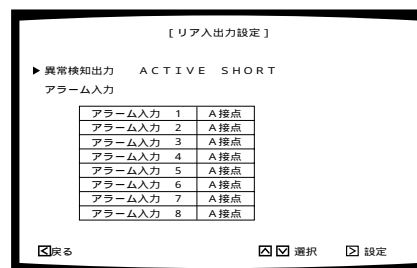 [リア入出力設定]
▶ 異常検知出力 ＡＣＴＩＶＥ ＳＨＯＲＴ
アラーム入力
アラーム入力 1 Ａ接点
アラーム入力 2 Ａ接点
アラーム入力 3 Ａ接点
アラーム入力 4 Ａ接点
アラーム入力 5 Ａ接点
アラーム入力 6 Ａ接点
アラーム入力 7 Ａ接点
アラーム入力 8 Ａ接点
戻る 選択 設定